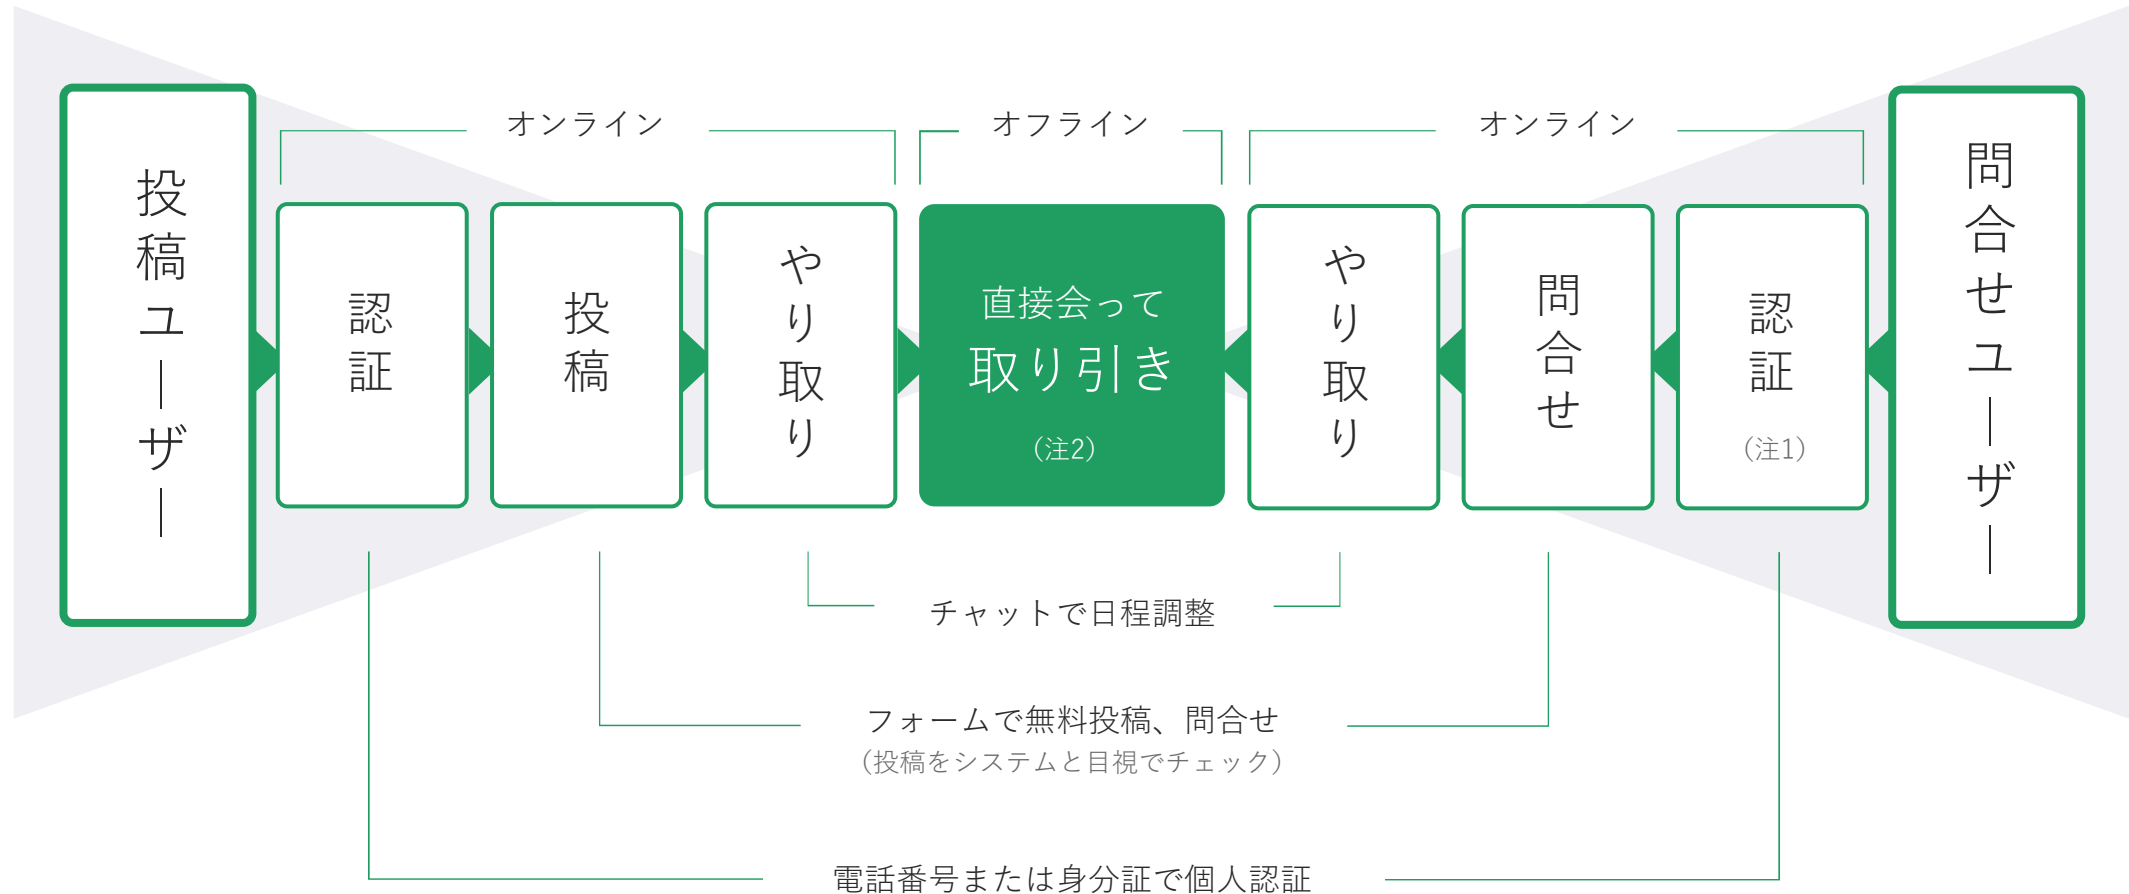 オンライン
オフライン
オンライン
投稿ユーザー
認証
投稿
やり取り
直接会って
取り引き
（注2）
やり取り
問合せ
認証
（注1）
問合せユーザー
チャットで日程調整
フォームで無料投稿、問合せ
（投稿をシステムと目視でチェック）
電話番号または身分証で個人認証